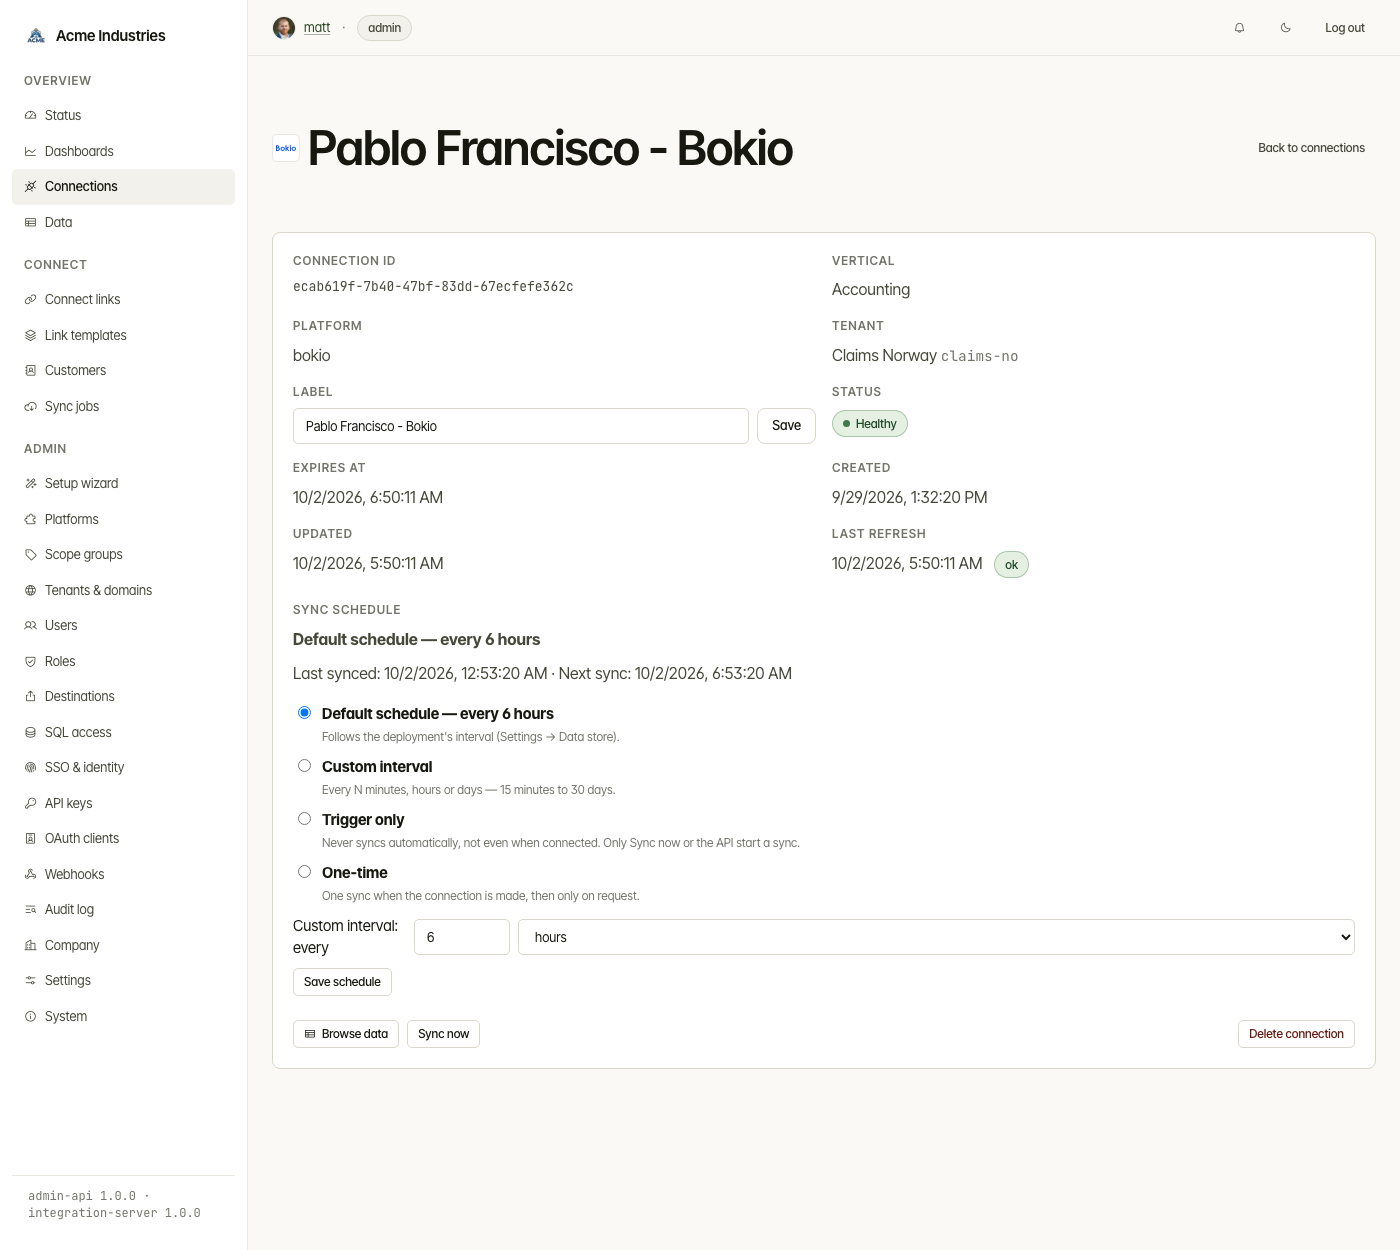 Acme Industries
OVERVIEW
Status
Dashboards
Connections
Data
CONNECT
Connect links
Link templates
Customers
Sync jobs
ADMIN
Setup wizard
Platforms
Scope groups
Tenants & domains
Users
Roles
Destinations
SQL access
SSO & identity
API keys
OAuth clients
Webhooks
Audit log
Company
Settings
System
admin-api 1.0.0 ·
integration-server 1.0.0
matt · admin
Log out
Bokio
Pablo Francisco - Bokio
Back to connections
CONNECTION ID
ecab619f-7b40-47bf-83dd-67ecfefe362c
VERTICAL
Accounting
PLATFORM
bokio
TENANT
Claims Norway claims-no
LABEL
Pablo Francisco - Bokio
Save
STATUS
Healthy
EXPIRES AT
10/2/2026, 6:50:11 AM
CREATED
9/29/2026, 1:32:20 PM
UPDATED
10/2/2026, 5:50:11 AM
LAST REFRESH
10/2/2026, 5:50:11 AM ok
SYNC SCHEDULE
Default schedule — every 6 hours
Last synced: 10/2/2026, 12:53:20 AM · Next sync: 10/2/2026, 6:53:20 AM
Default schedule — every 6 hours
Follows the deployment's interval (Settings → Data store).
Custom interval
Every N minutes, hours or days — 15 minutes to 30 days.
Trigger only
Never syncs automatically, not even when connected. Only Sync now or the API start a sync.
One-time
One sync when the connection is made, then only on request.
Custom interval:
every
6
hours
Save schedule
Browse data
Sync now
Delete connection